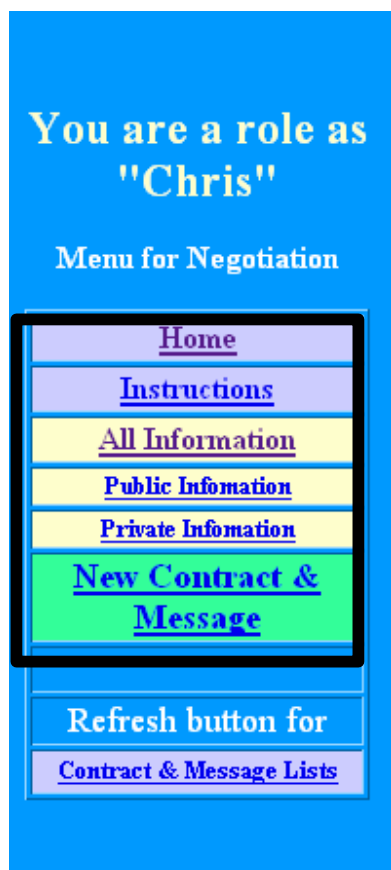 You are a role as
"Chris"
Menu for Negotiation
Home
Instructions
All Information
Public Infomation
Private Infomation
New Contract &
Message
Refresh button for
Contract & Message Lists